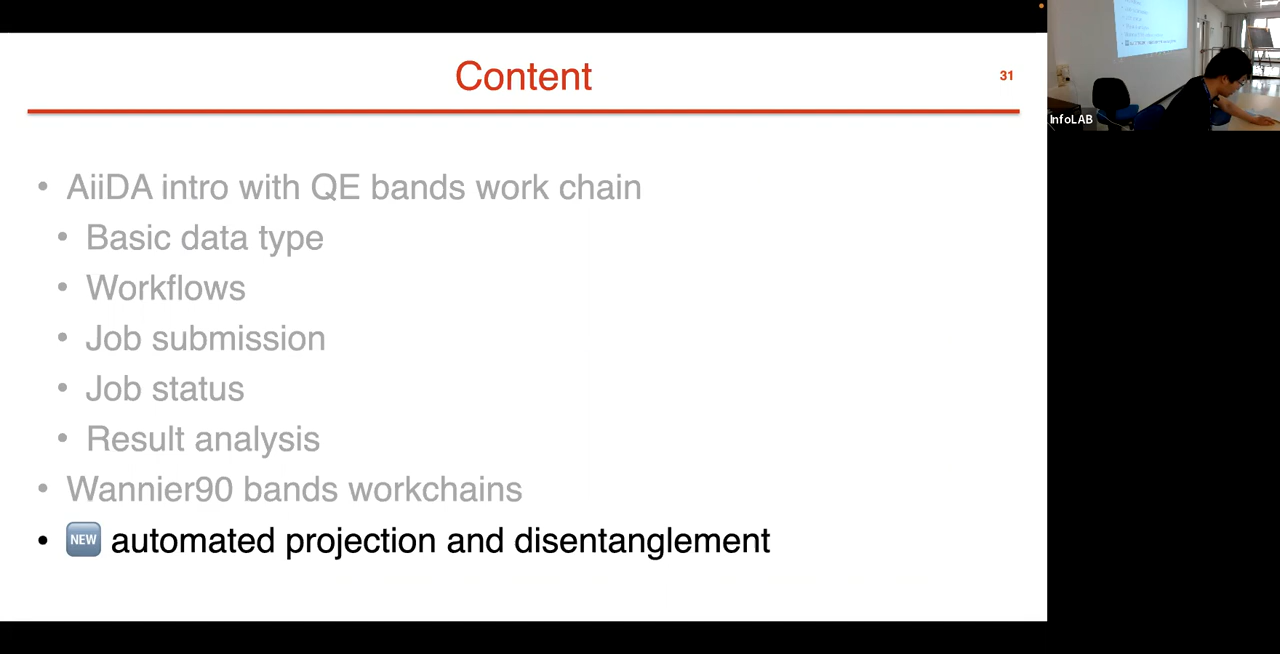 Content
31
InfoLAB
• AiiDA intro with QE bands work chain
• Basic data type
• Workflows
• Job submission
• Job status
• Result analysis
• Wannier90 bands workchains
• NEW automated projection and disentanglement